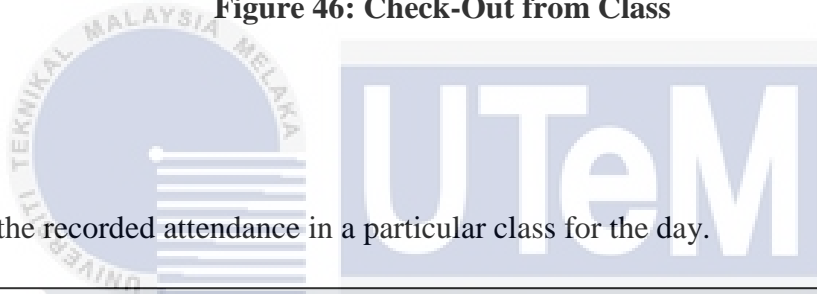 Figure 46: Check-Out from Class
UNIVERSITI TEKNIKAL MALAYSIA MELAKA
UTeM
the recorded attendance in a particular class for the day.